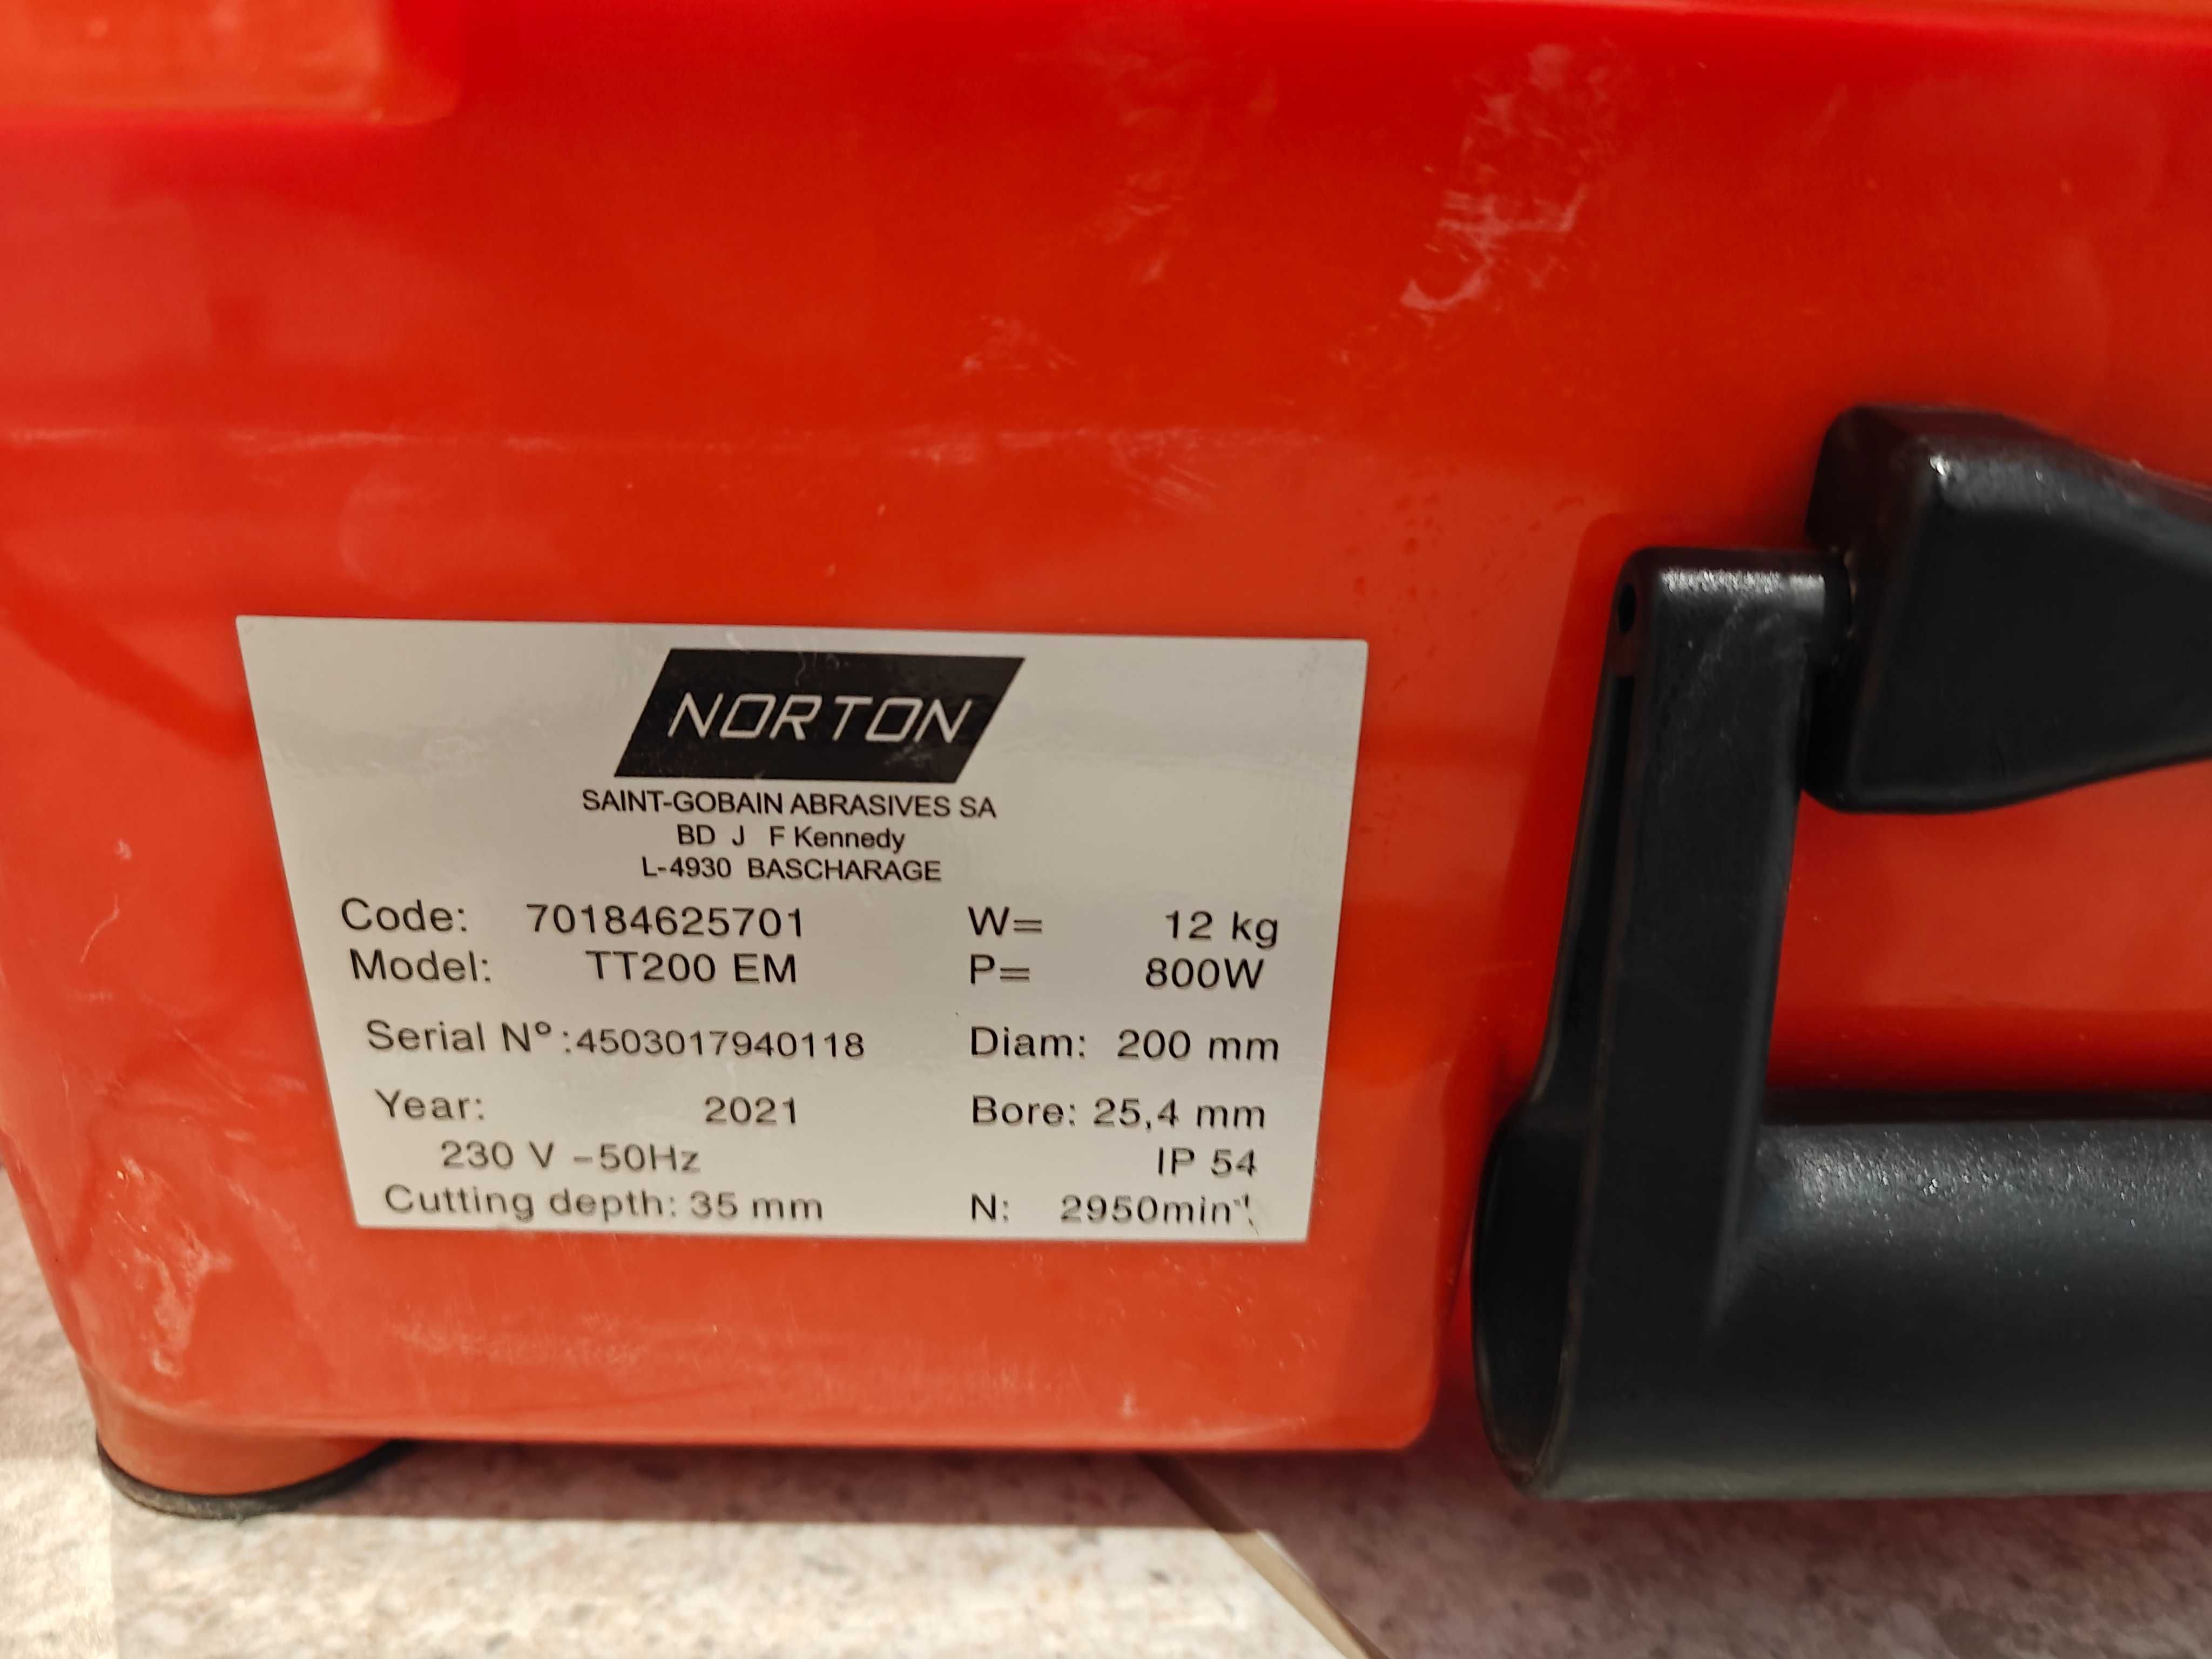 NORTON
SAINT-GOBAIN ABRASIVES SA
BD J F Kennedy
L-4930 BASCHARAGE
Code: 70184625701 W= 12 kg
Model: TT200 EM P= 800W
Serial Nº:4503017940118 Diam: 200 mm
Year: 2021 Bore: 25,4 mm
230 V -50Hz IP 54
Cutting depth: 35 mm N: 2950min⁻¹